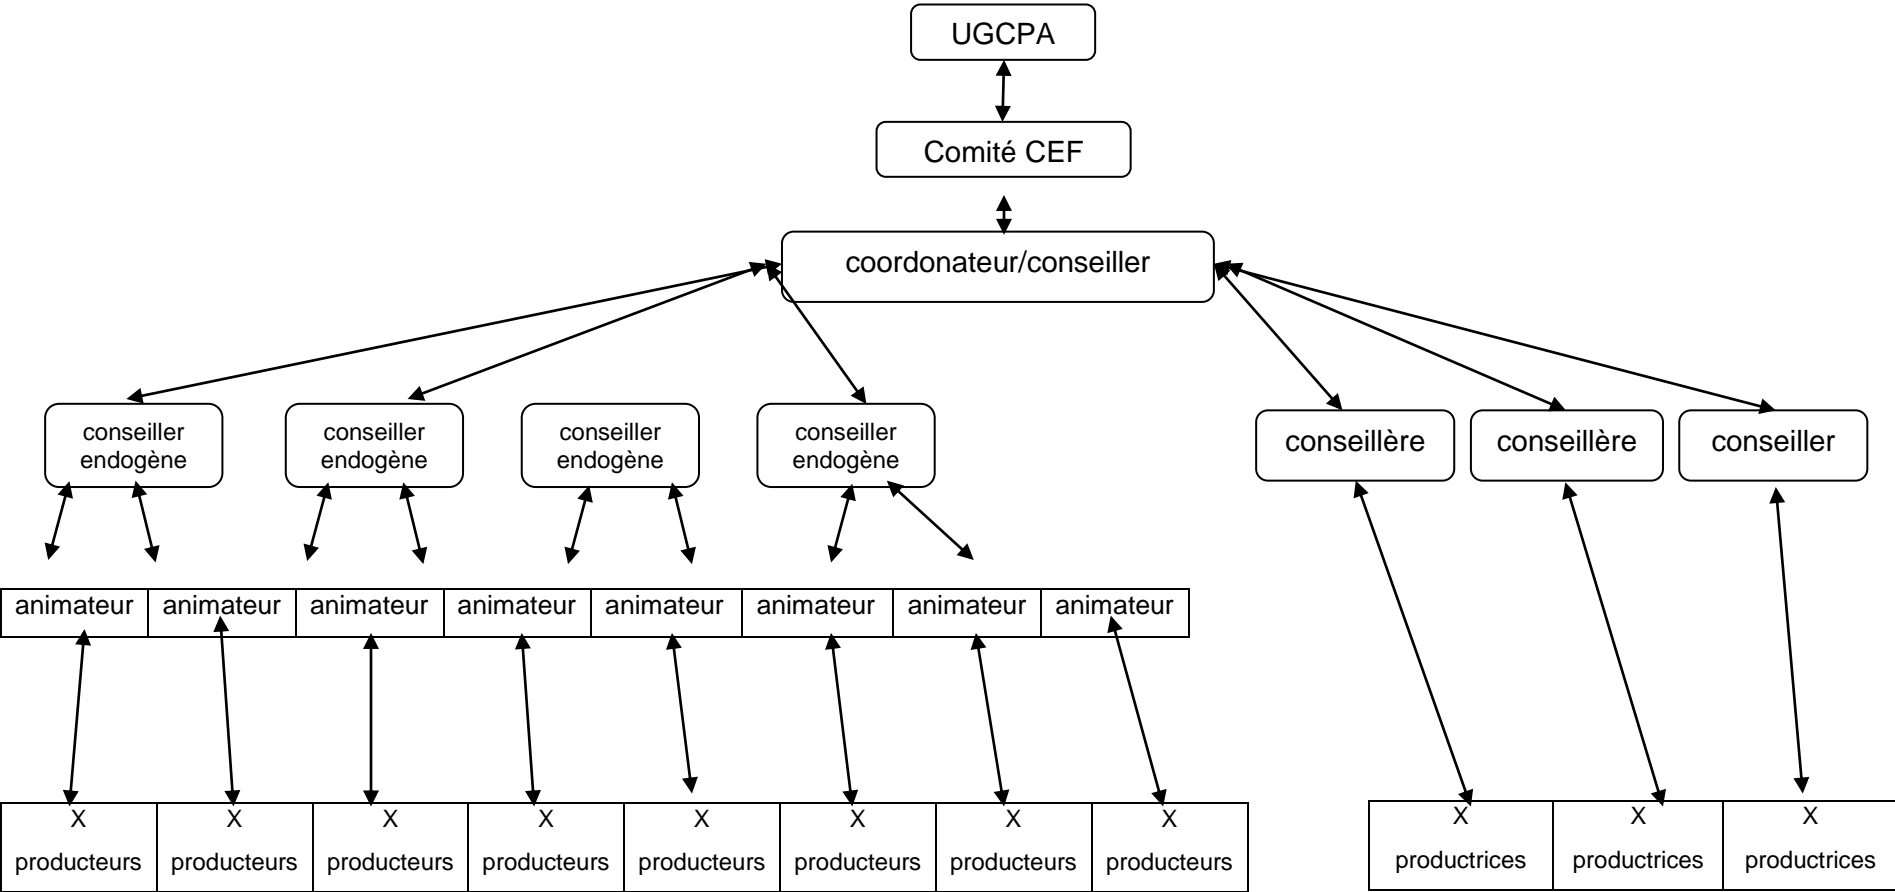 UGCPA
Comité CEF
coordonateur/conseiller
conseiller
endogène
conseiller
endogène
conseiller
endogène
conseiller
endogène
conseillère
conseillère
conseiller
animateur animateur animateur animateur animateur animateur animateur animateur
X X X X X X X X
producteurs producteurs producteurs producteurs producteurs producteurs producteurs producteurs
X X X
productrices productrices productrices